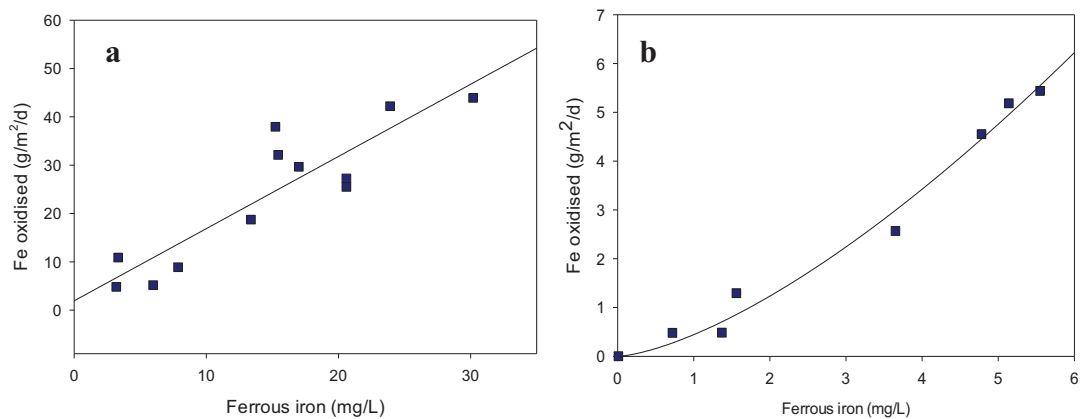 a
Fe oxidised (g/m²/d)
60
50
40
30
20
10
0
0 10 20 30
Ferrous iron (mg/L)
b
Fe oxidised (g/m²/d)
7
6
5
4
3
2
1
0
0 1 2 3 4 5 6
Ferrous iron (mg/L)